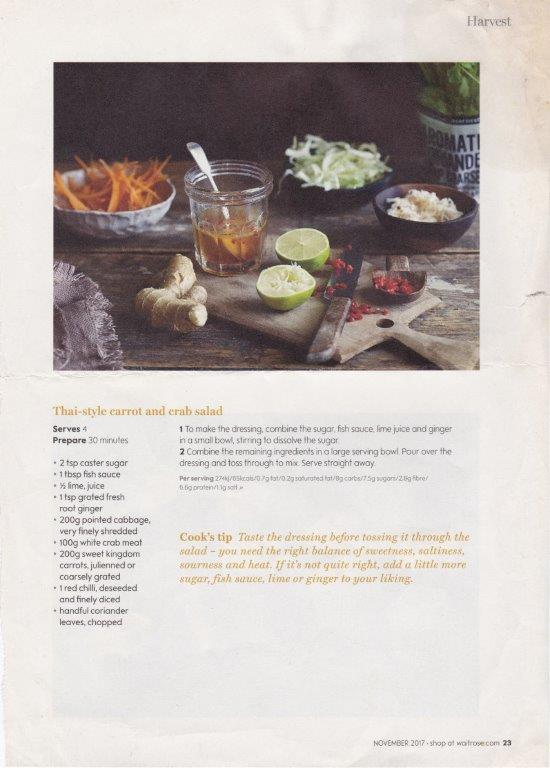 Harvest
AROMATI
Thai-style carrot and crab salad
Serves 4
Prepare 30 minutes
• 2 tsp caster sugar
• 1 tbsp fish sauce
• ½ lime, juice
• 1 tsp grated fresh
root ginger
• 200g pointed cabbage,
very finely shredded
• 100g white crab meat
• 200g sweet kingdom
carrots, julienned or
coarsely grated
• 1 red chilli, deseeded
and finely diced
• handful coriander
leaves, chopped
1 To make the dressing, combine the sugar, fish sauce, lime juice and ginger
in a small bowl, stirring to dissolve the sugar.
2 Combine the remaining ingredients in a large serving bowl. Pour over the
dressing and toss through to mix. Serve straight away.
Per serving 274kj/65kcals/0.7g fat/0.2g saturated fat/8g carbs/7.5g sugars/2.8g fibre/
6.6g protein/1.1g salt »
Cook's tip Taste the dressing before tossing it through the
salad – you need the right balance of sweetness, saltiness,
sourness and heat. If it's not quite right, add a little more
sugar, fish sauce, lime or ginger to your liking.
NOVEMBER 2017 • shop at waitrose.com 23